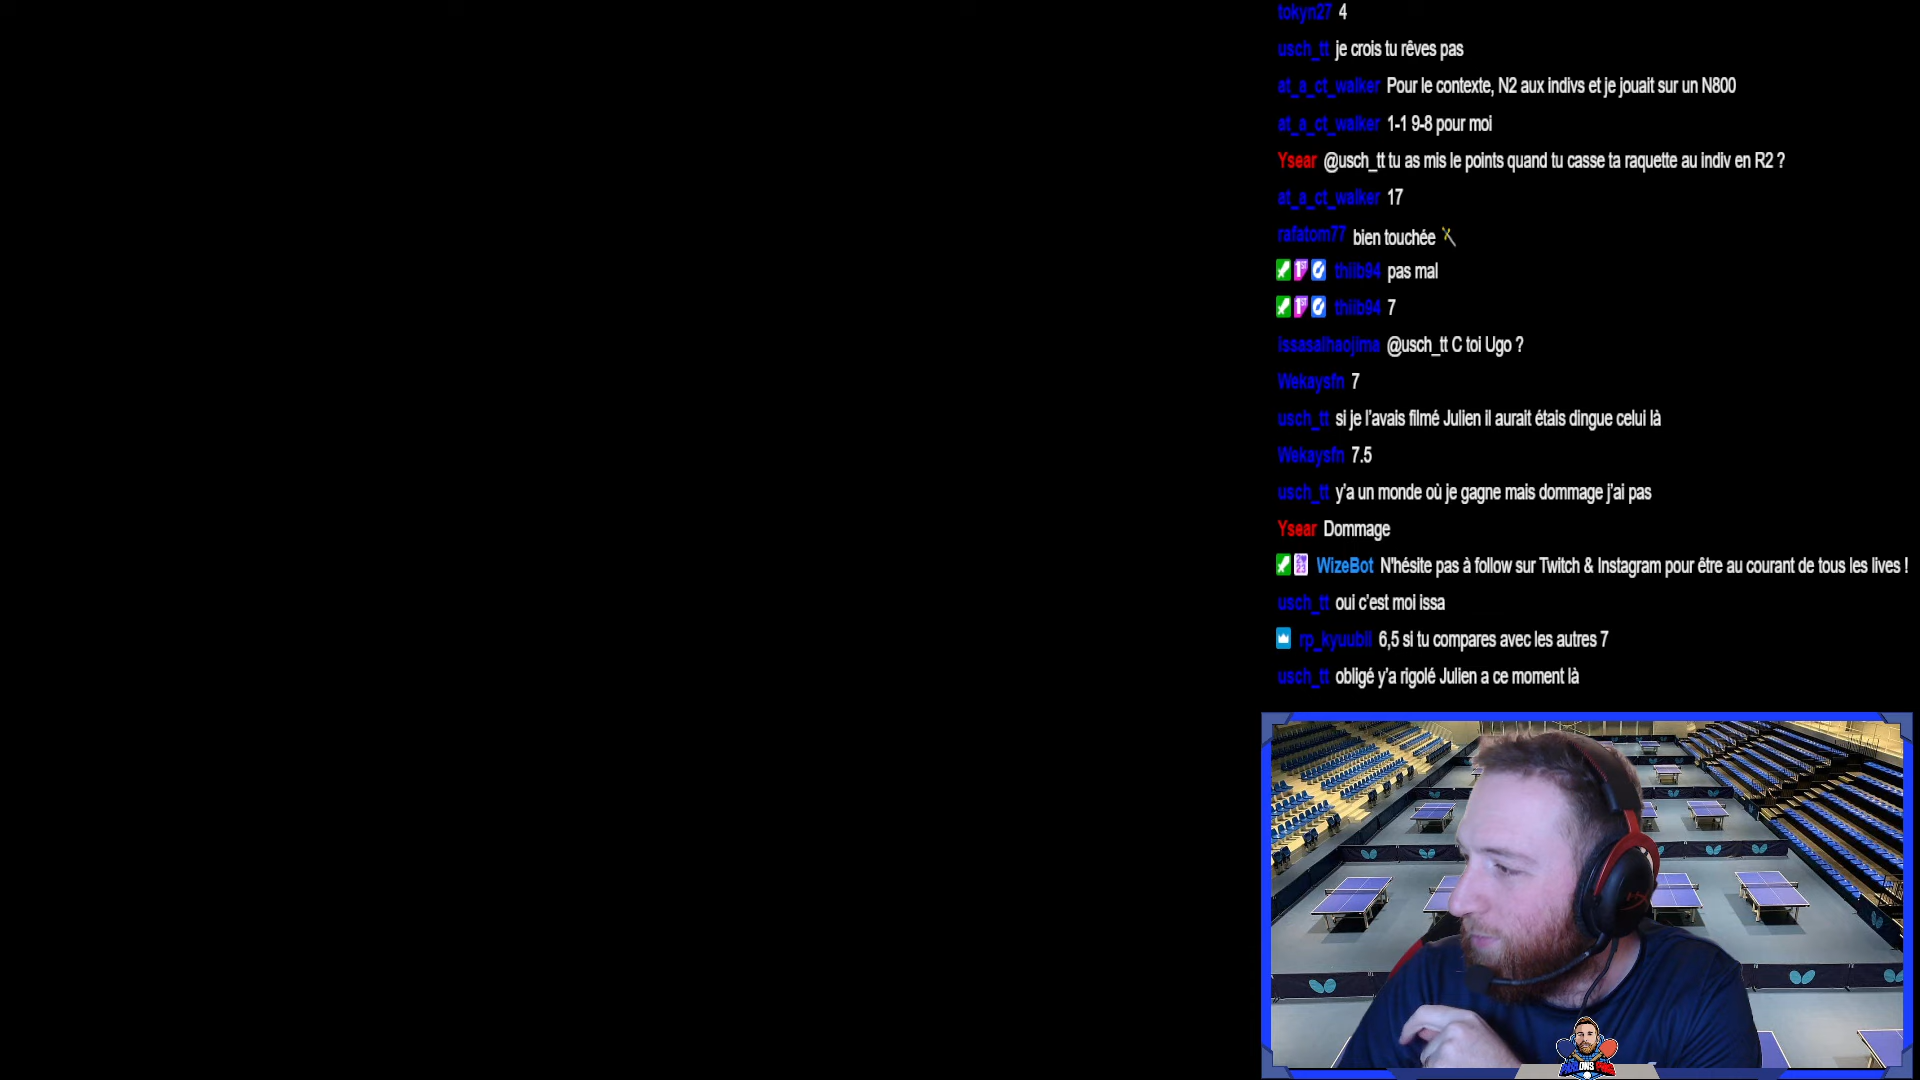 tokyn27 4
usch_tt je crois tu rêves pas
at_a_ct_walker Pour le contexte, N2 aux indivs et je jouait sur un N800
at_a_ct_walker 1-1 9-8 pour moi
Ysear @usch_tt tu as mis le points quand tu casse ta raquette au indiv en R2 ?
at_a_ct_walker 17
rafatom77 bien touchée
thilb94 pas mal
thilb94 7
issasalhaojima @usch_tt C toi Ugo ?
Wekaysfn 7
usch_tt si je l'avais filmé Julien il aurait étais dingue celui là
Wekaysfn 7.5
usch_tt y'a un monde où je gagne mais dommage j'ai pas
Ysear Dommage
WizeBot N'hésite pas à follow sur Twitch & Instagram pour être au courant de tous les lives !
usch_tt oui c'est moi issa
rp_kyuubii 6,5 si tu compares avec les autres 7
usch_tt obligé y'a rigolé Julien a ce moment là